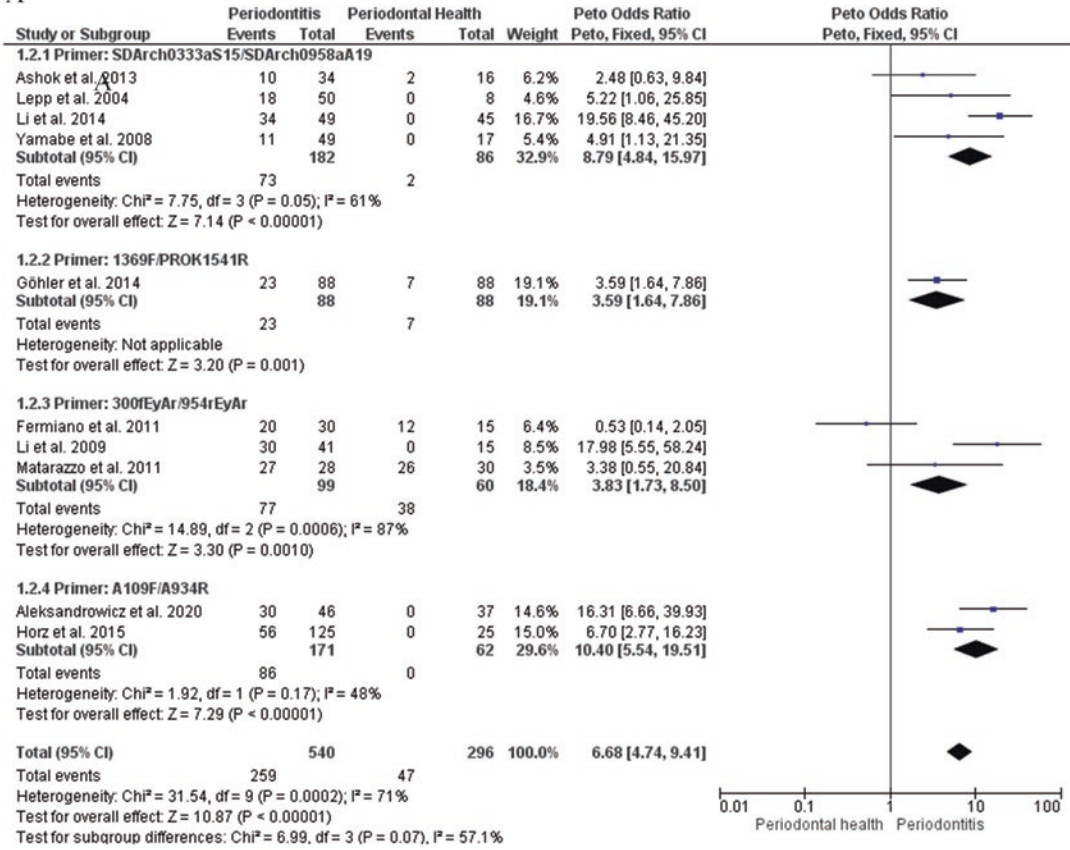 A
Periodontitis Periodontal Health Peto Odds Ratio Peto Odds Ratio
Study or Subgroup Events Total Events Total Weight Peto, Fixed, 95% CI Peto, Fixed, 95% CI
1.2.1 Primer: SDArch0333aS15/SDArch0958aA19
Ashok et al. 2013 10 34 2 16 6.2% 2.48 [0.63, 9.84]
A
Lepp et al. 2004 18 50 0 8 4.6% 5.22 [1.06, 25.85]
Li et al. 2014 34 49 0 45 16.7% 19.56 [8.46, 45.20]
Yamabe et al. 2008 11 49 0 17 5.4% 4.91 [1.13, 21.35]
Subtotal (95% CI) 182 86 32.9% 8.79 [4.84, 15.97]
Total events 73 2
Heterogeneity: Chi² = 7.75, df = 3 (P = 0.05); I² = 61%
Test for overall effect: Z = 7.14 (P < 0.00001)
1.2.2 Primer: 1369F/PROK1541R
Göhler et al. 2014 23 88 7 88 19.1% 3.59 [1.64, 7.86]
Subtotal (95% CI) 88 88 19.1% 3.59 [1.64, 7.86]
Total events 23 7
Heterogeneity: Not applicable
Test for overall effect: Z = 3.20 (P = 0.001)
1.2.3 Primer: 300fEyAr/954rEyAr
Fermiano et al. 2011 20 30 12 15 6.4% 0.53 [0.14, 2.05]
Li et al. 2009 30 41 0 15 8.5% 17.98 [5.55, 58.24]
Matarazzo et al. 2011 27 28 26 30 3.5% 3.38 [0.55, 20.84]
Subtotal (95% CI) 99 60 18.4% 3.83 [1.73, 8.50]
Total events 77 38
Heterogeneity: Chi² = 14.89, df = 2 (P = 0.0006); I² = 87%
Test for overall effect: Z = 3.30 (P = 0.0010)
1.2.4 Primer: A109F/A934R
Aleksandrowicz et al. 2020 30 46 0 37 14.6% 16.31 [6.66, 39.93]
Horz et al. 2015 56 125 0 25 15.0% 6.70 [2.77, 16.23]
Subtotal (95% CI) 171 62 29.6% 10.40 [5.54, 19.51]
Total events 86 0
Heterogeneity: Chi² = 1.92, df = 1 (P = 0.17); I² = 48%
Test for overall effect: Z = 7.29 (P < 0.00001)
Total (95% CI) 540 296 100.0% 6.68 [4.74, 9.41]
Total events 259 47
Heterogeneity: Chi² = 31.54, df = 9 (P = 0.0002); I² = 71%
Test for overall effect: Z = 10.87 (P < 0.00001)
Test for subgroup differences: Chi² = 6.99, df = 3 (P = 0.07), I² = 57.1%
0.01 0.1 1 10 100
Periodontal health Periodontitis